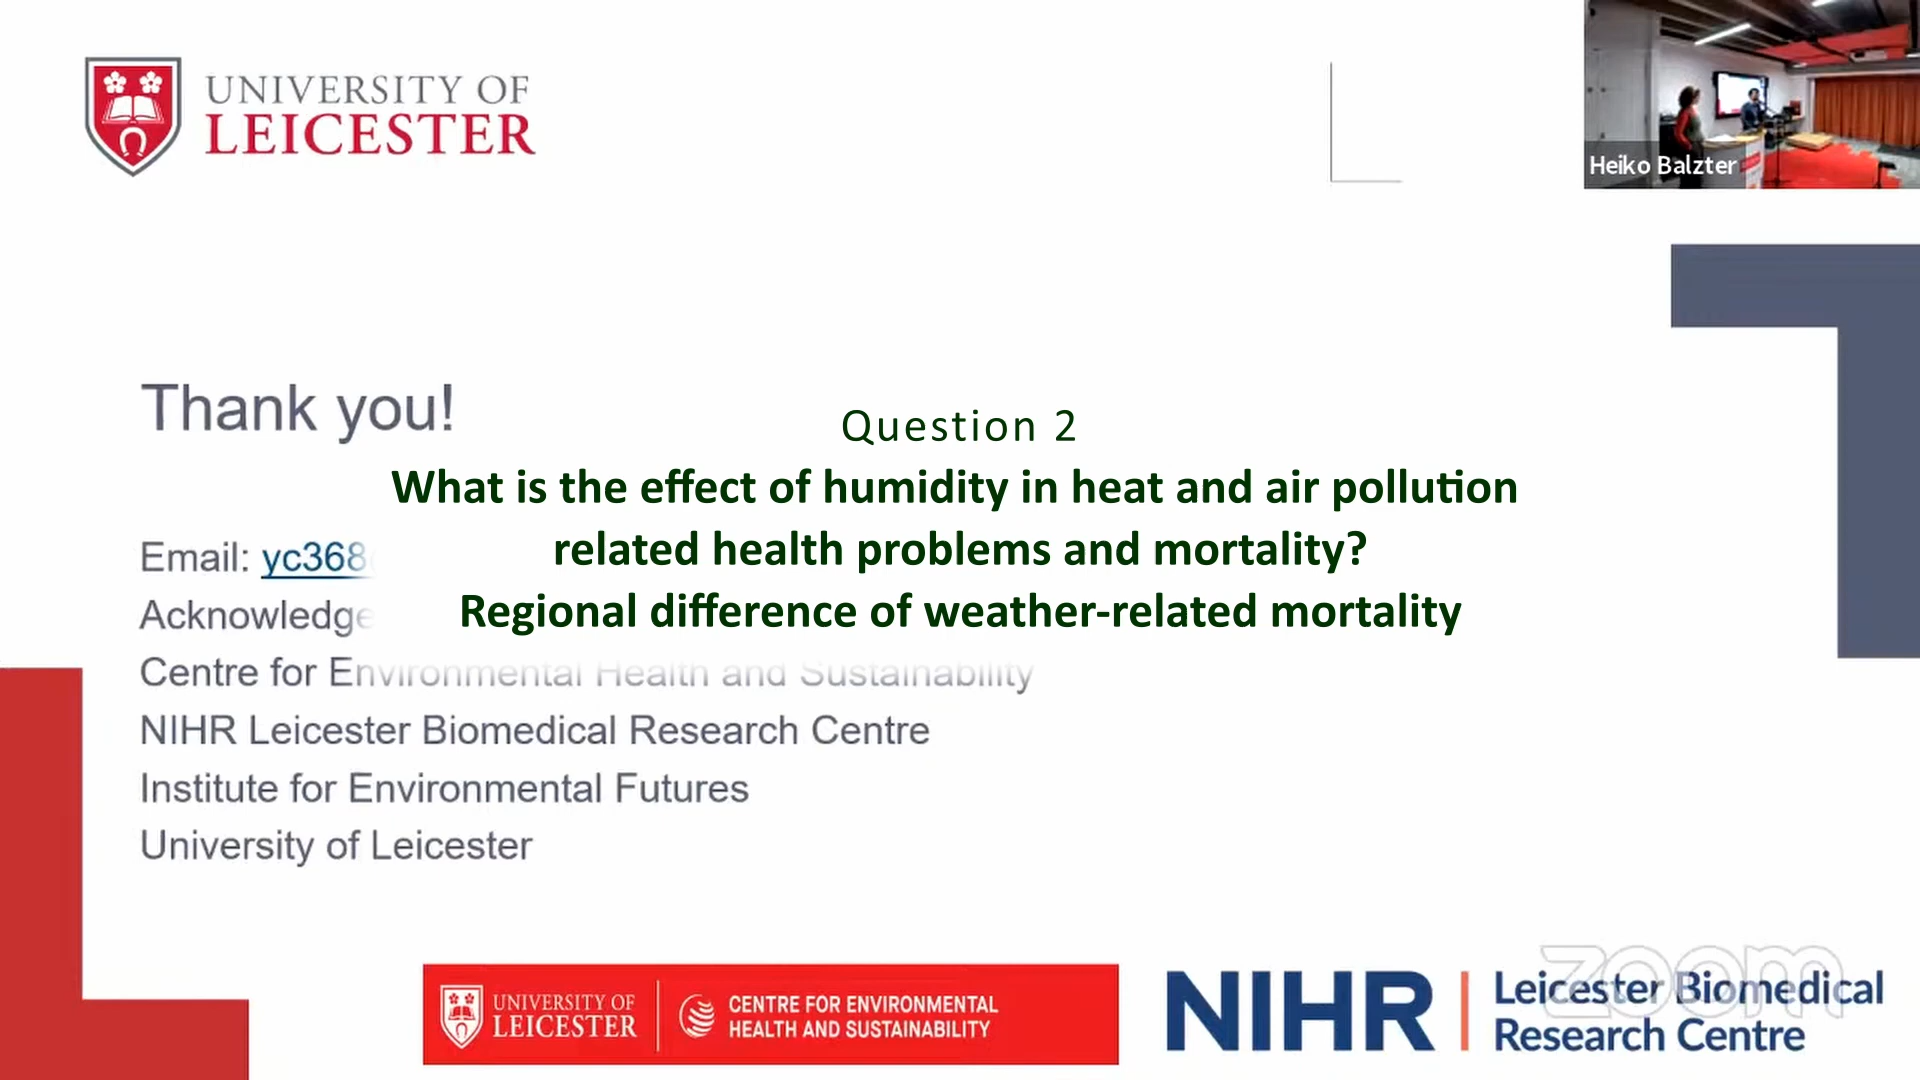 UNIVERSITY OF
LEICESTER
Heiko Balzter
Thank you!
Question 2
What is the effect of humidity in heat and air pollution
related health problems and mortality?
Regional difference of weather-related mortality
Email: yc368
Centre for Environmental Health and Sustainability
NIHR Leicester Biomedical Research Centre
Institute for Environmental Futures
University of Leicester
UNIVERSITY OF
LEICESTER
CENTRE FOR ENVIRONMENTAL
HEALTH AND SUSTAINABILITY
NIHR
Leicester Biomedical
Research Centre
zoom